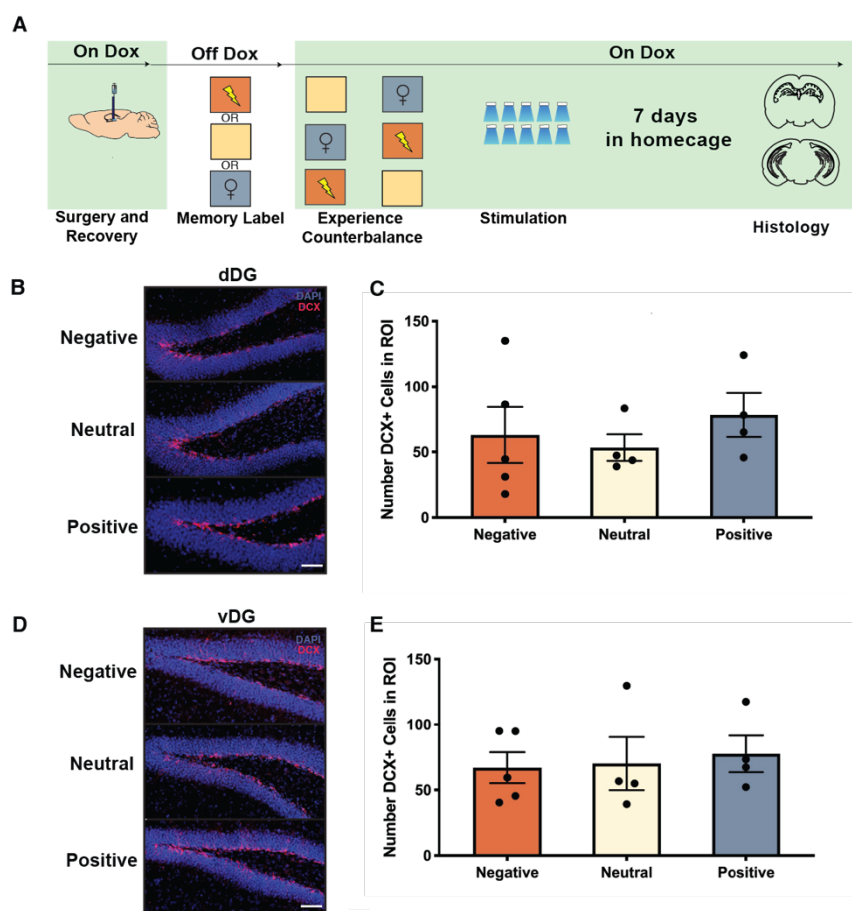 A
On Dox
Off Dox
On Dox
OR
OR
7 days
in homecage
Surgery and
Recovery
Memory Label
Experience
Counterbalance
Stimulation
Histology
B
dDG
DAPI
DCX
Negative
Neutral
Positive
C
Number DCX+ Cells in ROI
150
100
50
0
Negative
Neutral
Positive
D
vDG
DAPI
DCX
Negative
Neutral
Positive
E
Number DCX+ Cells in ROI
150
100
50
0
Negative
Neutral
Positive